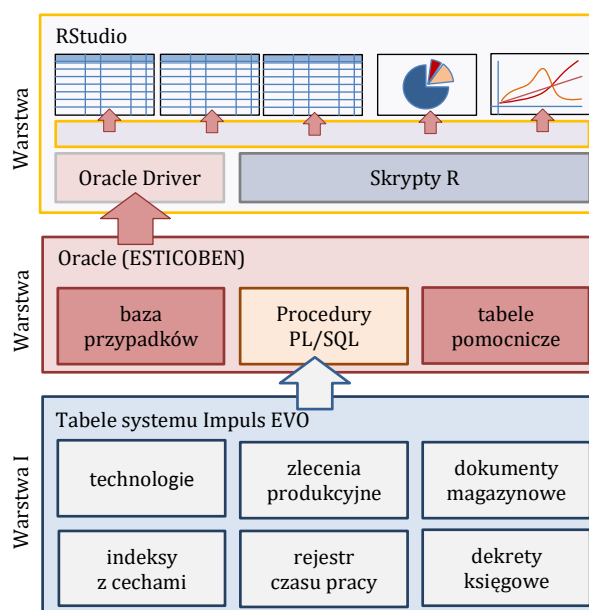 RStudio
Warstwa
Oracle Driver
Skrypty R
Oracle (ESTICOBEN)
Warstwa
baza
przypadków
Procedury
PL/SQL
tabele
pomocnicze
Tabele systemu Impuls EVO
Warstwa I
technologie
zlecenia
produkcyjne
dokumenty
magazynowe
indeksy
z cechami
rejestr
czasu pracy
dekrety
księgowe